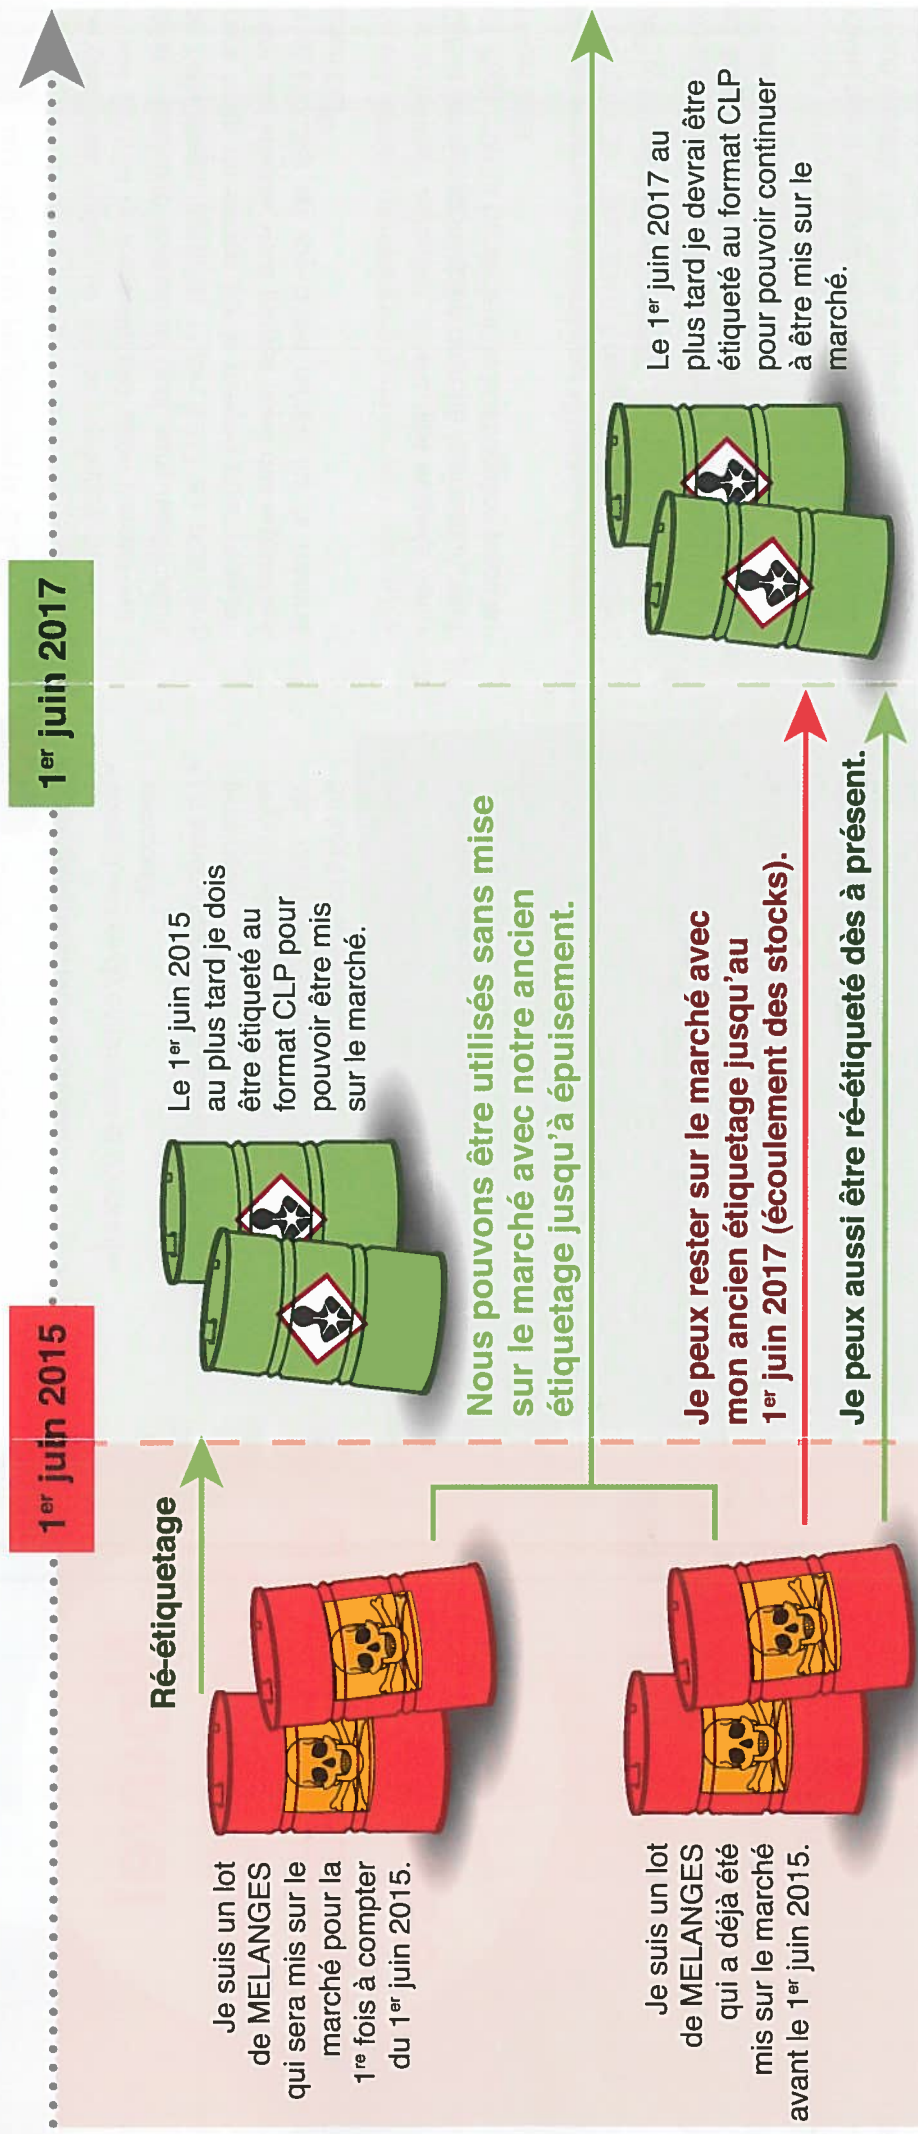 1er juin 2015
1er juin 2017
Je suis un lot
de MELANGES
qui sera mis sur le
marché pour la
1re fois à compter
du 1er juin 2015.
Ré-étiquetage
Le 1er juin 2015
au plus tard je dois
être étiqueté au
format CLP pour
pouvoir être mis
sur le marché.
Nous pouvons être utilisés sans mise
sur le marché avec notre ancien
étiquetage jusqu'à épuisement.
Je suis un lot
de MELANGES
qui a déjà été
mis sur le marché
avant le 1er juin 2015.
Je peux rester sur le marché avec
mon ancien étiquetage jusqu'au
1er juin 2017 (écoulement des stocks).
Je peux aussi être ré-étiqueté dès à présent.
Le 1er juin 2017 au
plus tard je devrai être
étiqueté au format CLP
pour pouvoir continuer
à être mis sur le
marché.